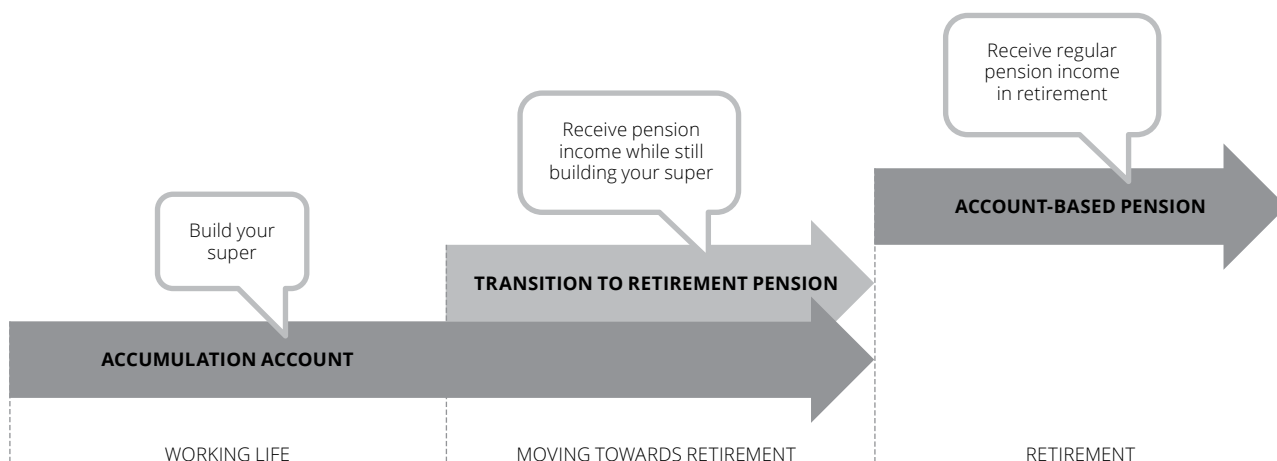 Receive regular
pension income
in retirement
Receive pension
income while still
building your super
ACCOUNT-BASED PENSION
Build your
super
TRANSITION TO RETIREMENT PENSION
ACCUMULATION ACCOUNT
WORKING LIFE
MOVING TOWARDS RETIREMENT
RETIREMENT